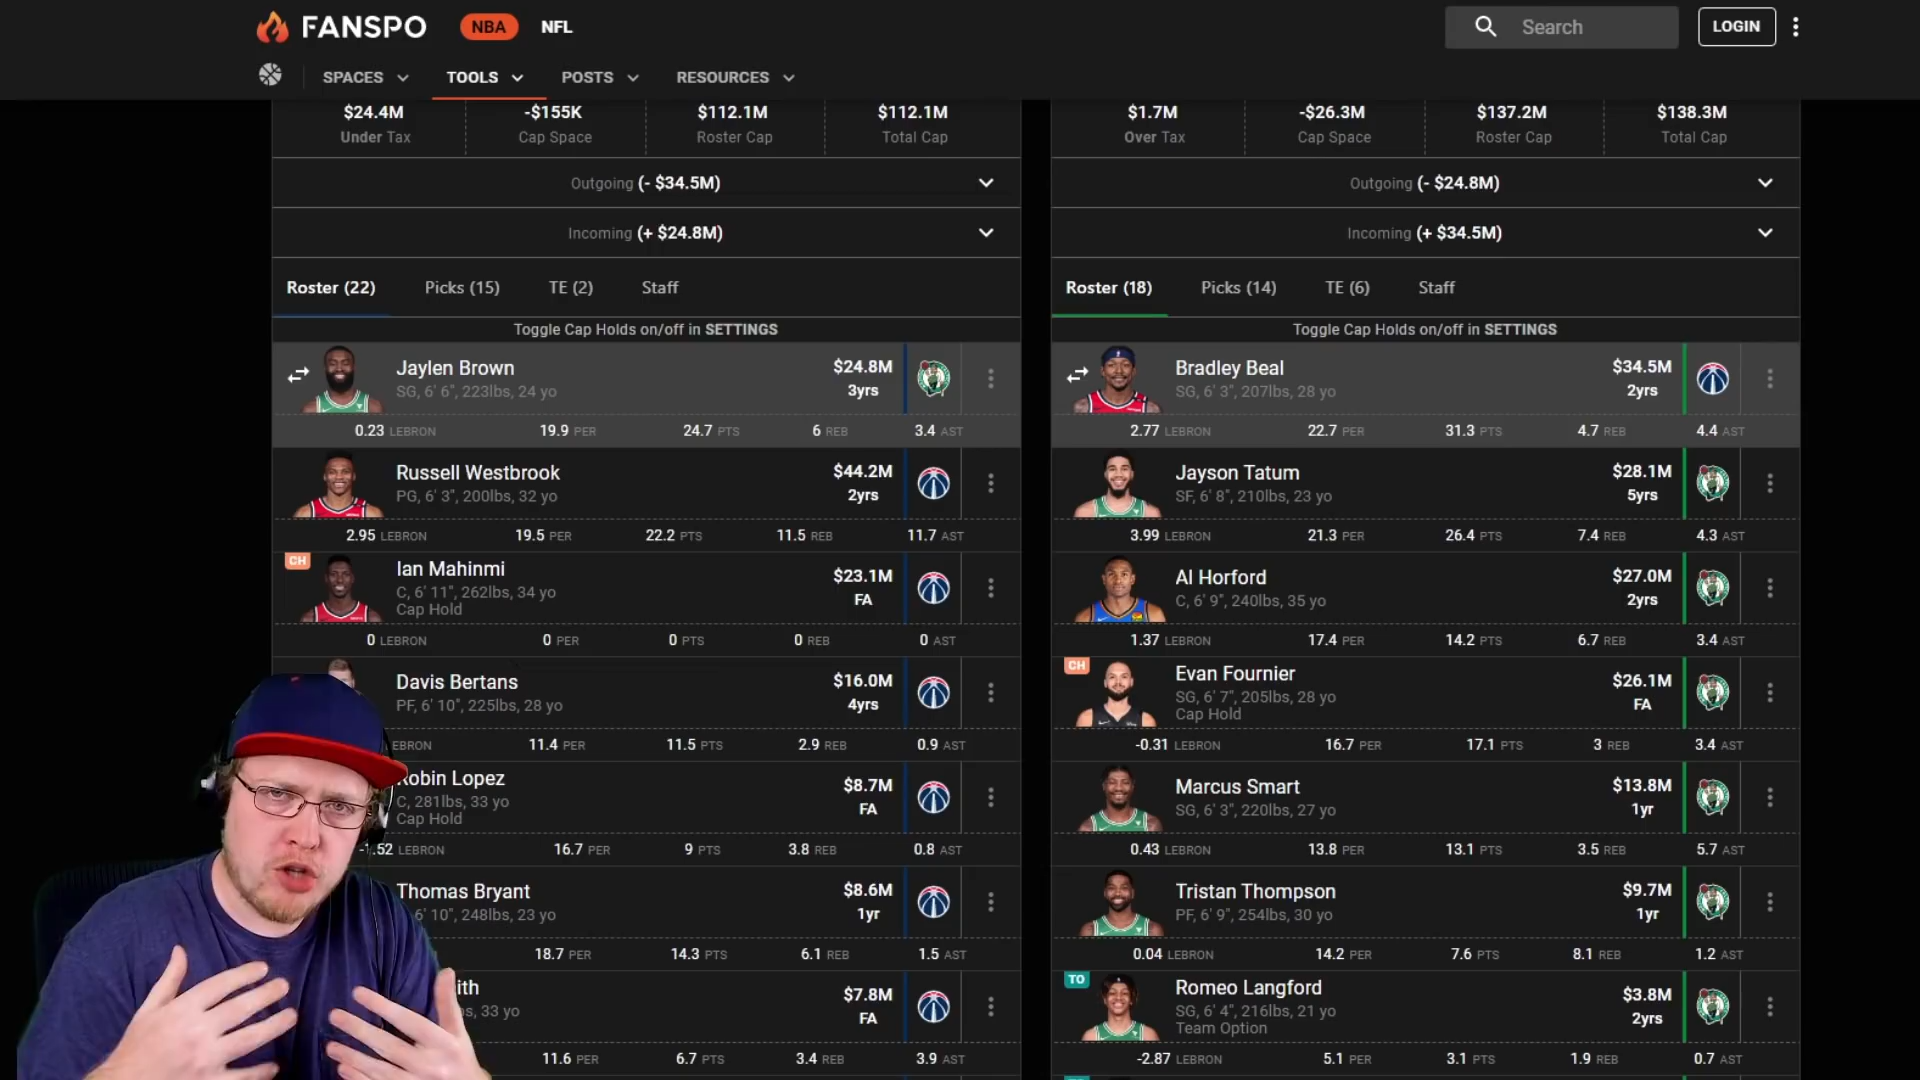 FANSPO NBA NFL Search LOGIN
SPACES TOOLS POSTS RESOURCES
$24.4M -$155K $112.1M $112.1M
Under Tax Cap Space Roster Cap Total Cap
Outgoing (- $34.5M)
Incoming (+ $24.8M)
Roster (22) Picks (15) TE (2) Staff
Toggle Cap Holds on/off in SETTINGS
Jaylen Brown $24.8M
SG, 6' 6", 223lbs, 24 yo 3yrs
0.23 LEBRON 19.9 PER 24.7 PTS 6 REB 3.4 AST
Russell Westbrook $44.2M
PG, 6' 3", 200lbs, 32 yo 2yrs
2.95 LEBRON 19.5 PER 22.2 PTS 11.5 REB 11.7 AST
CH Ian Mahinmi $23.1M
C, 6' 11", 262lbs, 34 yo FA
Cap Hold
0 LEBRON 0 PER 0 PTS 0 REB 0 AST
Davis Bertans $16.0M
PF, 6' 10", 225lbs, 28 yo 4yrs
EBRON 11.4 PER 11.5 PTS 2.9 REB 0.9 AST
Robin Lopez $8.7M
C, 281lbs, 33 yo FA
Cap Hold
-1.52 LEBRON 16.7 PER 9 PTS 3.8 REB 0.8 AST
Thomas Bryant $8.6M
6' 10", 248lbs, 23 yo 1yr
18.7 PER 14.3 PTS 6.1 REB 1.5 AST
ith $7.8M
s, 33 yo FA
11.6 PER 6.7 PTS 3.4 REB 3.9 AST
$1.7M -$26.3M $137.2M $138.3M
Over Tax Cap Space Roster Cap Total Cap
Outgoing (- $24.8M)
Incoming (+ $34.5M)
Roster (18) Picks (14) TE (6) Staff
Toggle Cap Holds on/off in SETTINGS
Bradley Beal $34.5M
SG, 6' 3", 207lbs, 28 yo 2yrs
2.77 LEBRON 22.7 PER 31.3 PTS 4.7 REB 4.4 AST
Jayson Tatum $28.1M
SF, 6' 8", 210lbs, 23 yo 5yrs
3.99 LEBRON 21.3 PER 26.4 PTS 7.4 REB 4.3 AST
Al Horford $27.0M
C, 6' 9", 240lbs, 35 yo 2yrs
1.37 LEBRON 17.4 PER 14.2 PTS 6.7 REB 3.4 AST
CH Evan Fournier $26.1M
SG, 6' 7", 205lbs, 28 yo FA
Cap Hold
-0.31 LEBRON 16.7 PER 17.1 PTS 3 REB 3.4 AST
Marcus Smart $13.8M
SG, 6' 3", 220lbs, 27 yo 1yr
0.43 LEBRON 13.8 PER 13.1 PTS 3.5 REB 5.7 AST
Tristan Thompson $9.7M
PF, 6' 9", 254lbs, 30 yo 1yr
0.04 LEBRON 14.2 PER 7.6 PTS 8.1 REB 1.2 AST
TO Romeo Langford $3.8M
SG, 6' 4", 216lbs, 21 yo 2yrs
Team Option
-2.87 LEBRON 5.1 PER 3.1 PTS 1.9 REB 0.7 AST